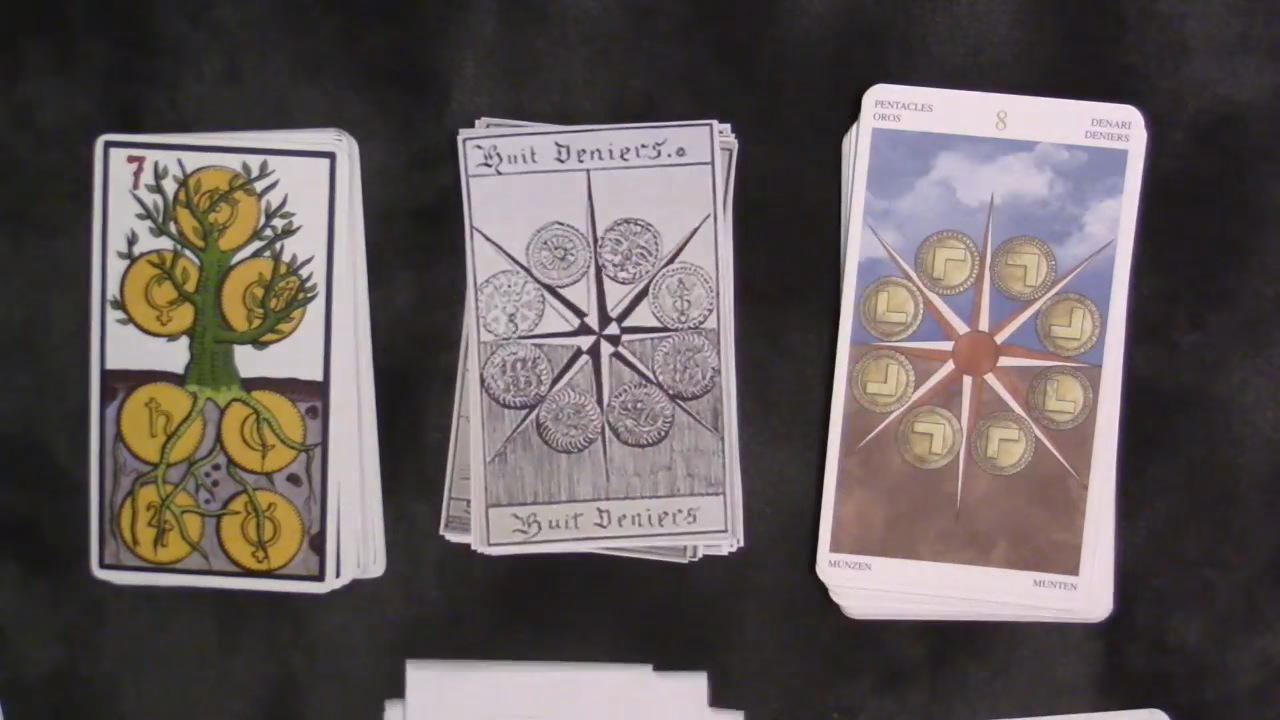 7
Huit Deniers.
Huit Deniers
PENTACLES
OROS
8
DENARI
DENIERS
MÜNZEN
MUNTEN